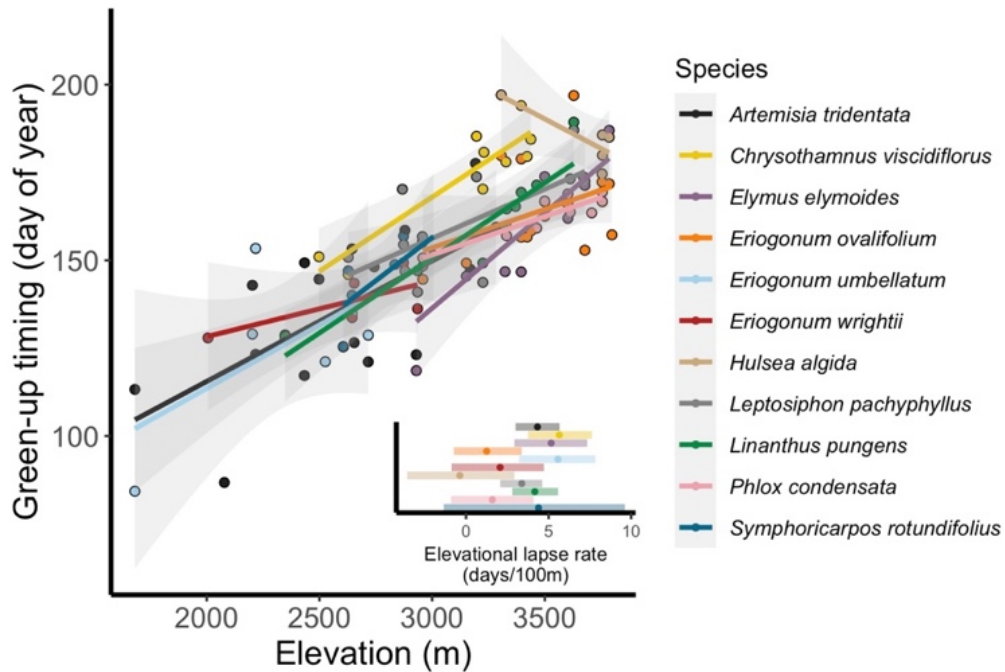 Green-up timing (day of year)
200
150
100
2000
2500
3000
3500
Elevation (m)
0
5
10
Elevational lapse rate
(days/100m)
Species
Artemisia tridentata
Chrysothamnus viscidiflorus
Elymus elymoides
Eriogonum ovalifolium
Eriogonum umbellatum
Eriogonum wrightii
Hulsea algida
Leptosiphon pachyphyllus
Linanthus pungens
Phlox condensata
Symphoricarpos rotundifolius